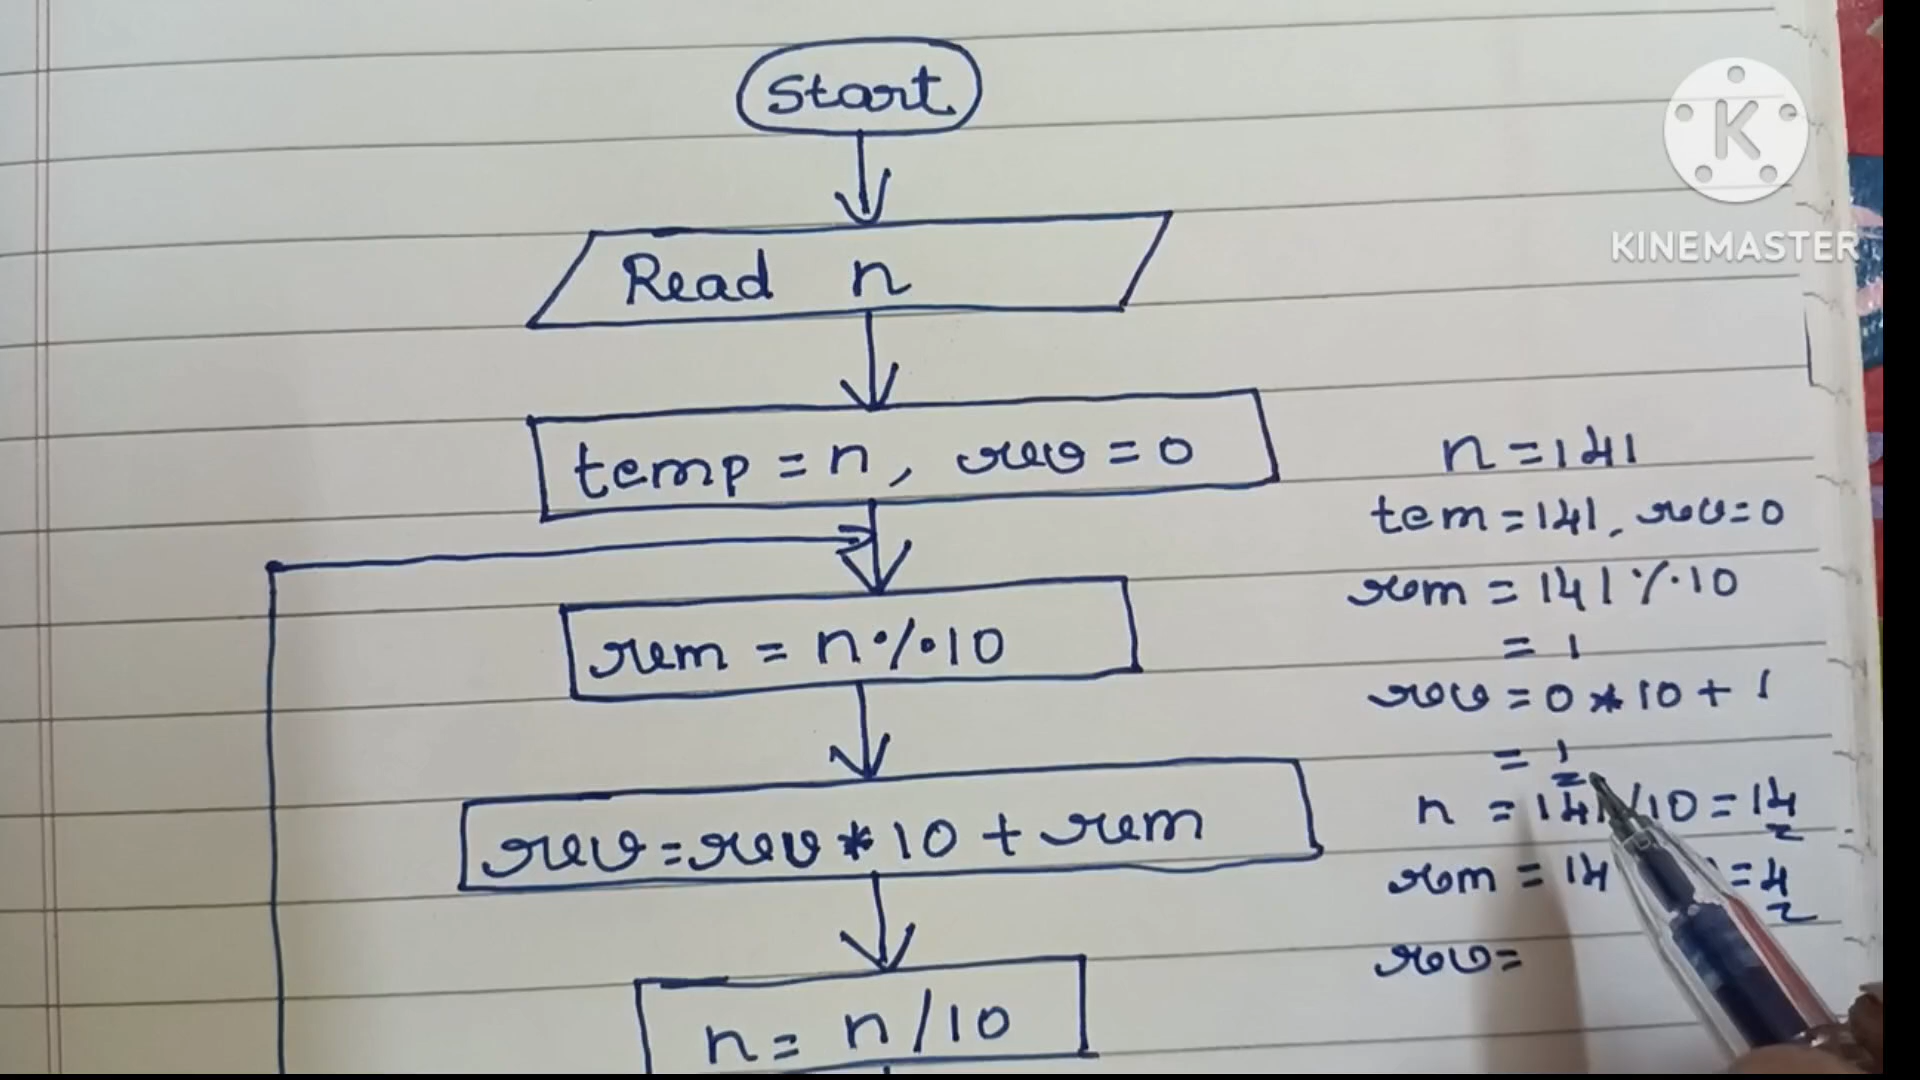 Start
Read n
temp = n, rev = 0
rem = n % 10
rev = rev * 10 + rem
n = n / 10
n = 141
tem = 141, rev = 0
rem = 141 % 10
= 1
rev = 0 * 10 + 1
= 1
n = 141/10 = 14
rem = 14 = 4
rev =
K
KINEMASTER